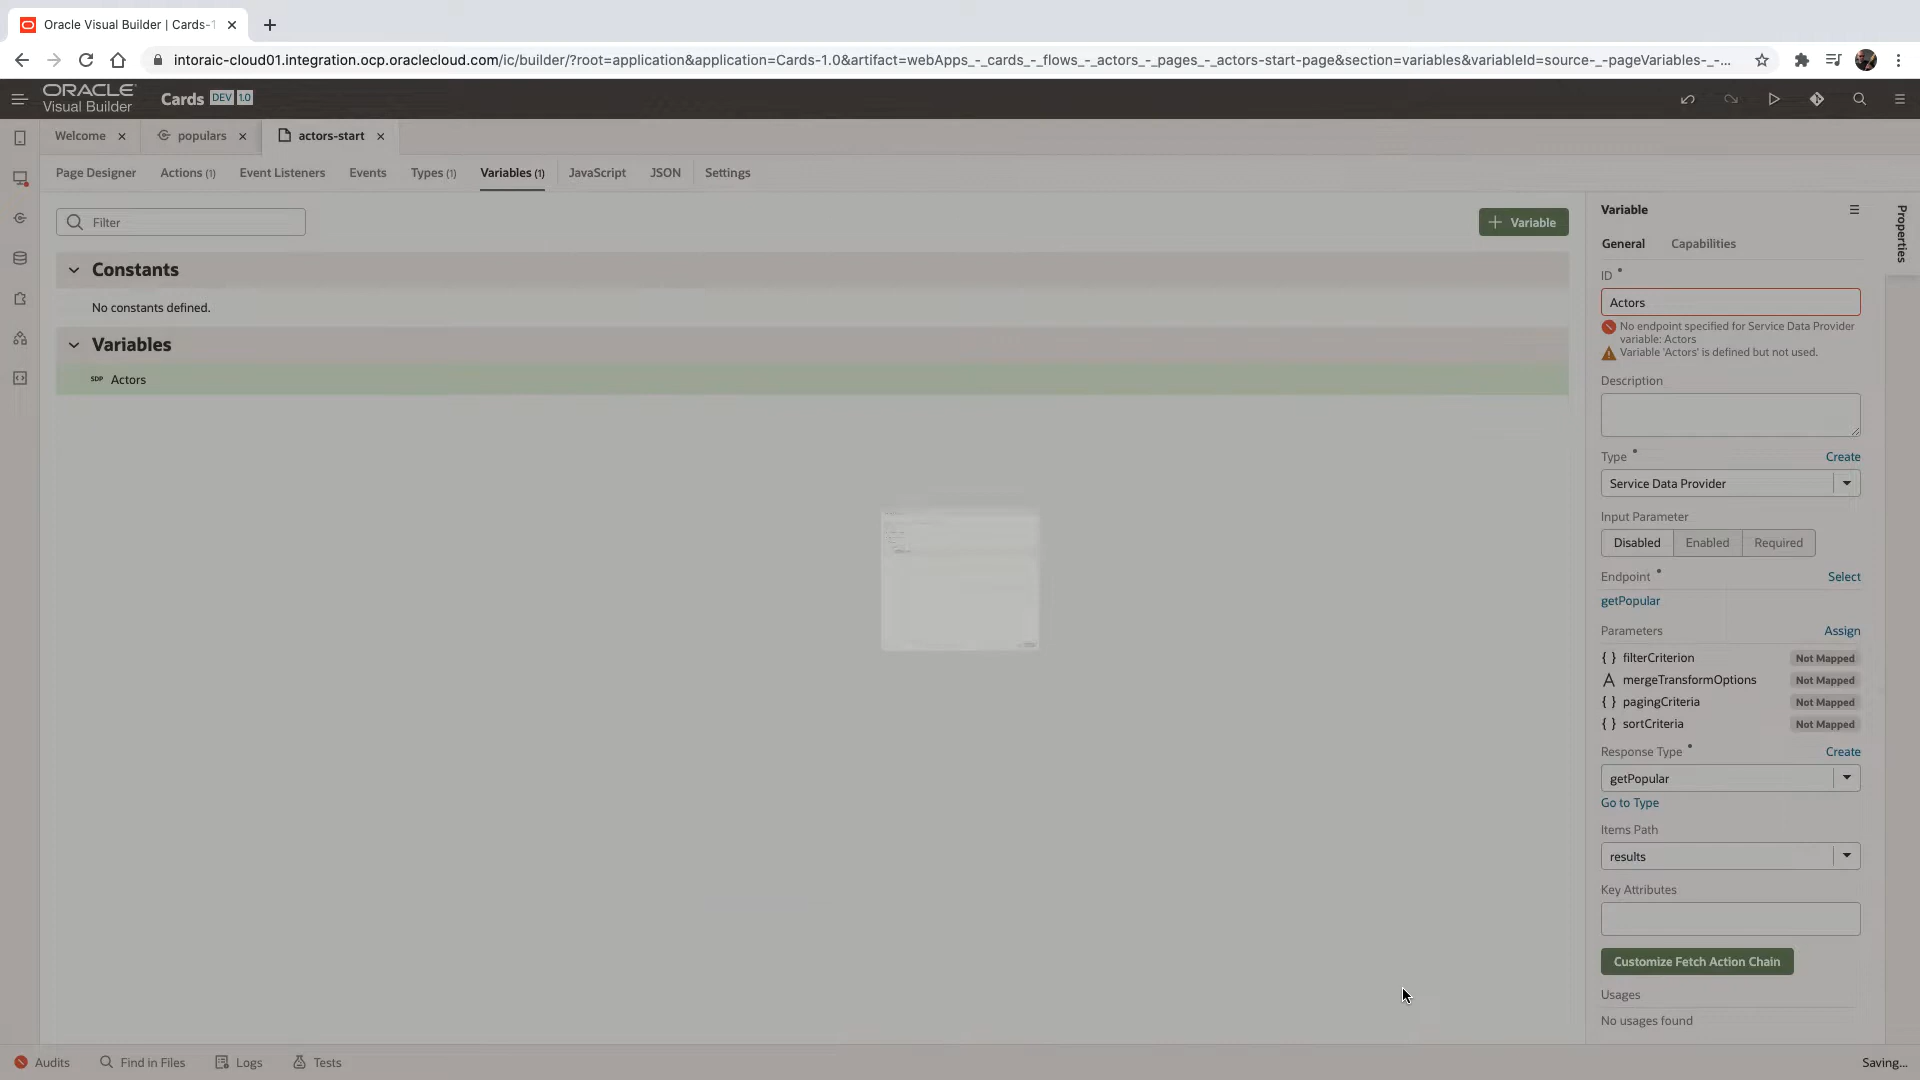 Oracle Visual Builder | Cards-1
intoraic-cloud01.integration.ocp.oraclecloud.com/ic/builder/?root=application&application=Cards-1.0&artifact=webApps_-_cards_-_flows_-_actors_-_pages_-_actors-start-page&section=variables&variableId=source-_-pageVariables-_-...
ORACLE
Visual Builder
Cards DEV 1.0
Welcome
populars
actors-start
Page Designer
Actions (1)
Event Listeners
Events
Types (1)
Variables (1)
JavaScript
JSON
Settings
Filter
+ Variable
Constants
No constants defined.
Variables
SDP Actors
Variable
Properties
General
Capabilities
ID
Actors
No endpoint specified for Service Data Provider
variable: Actors
Variable 'Actors' is defined but not used.
Description
Type
Create
Service Data Provider
Input Parameter
Disabled
Enabled
Required
Endpoint
Select
getPopular
Parameters
Assign
{ } filterCriterion Not Mapped
A mergeTransformOptions Not Mapped
{ } pagingCriteria Not Mapped
{ } sortCriteria Not Mapped
Response Type
Create
getPopular
Go to Type
Items Path
results
Key Attributes
Customize Fetch Action Chain
Usages
No usages found
Audits
Find in Files
Logs
Tests
Saving...